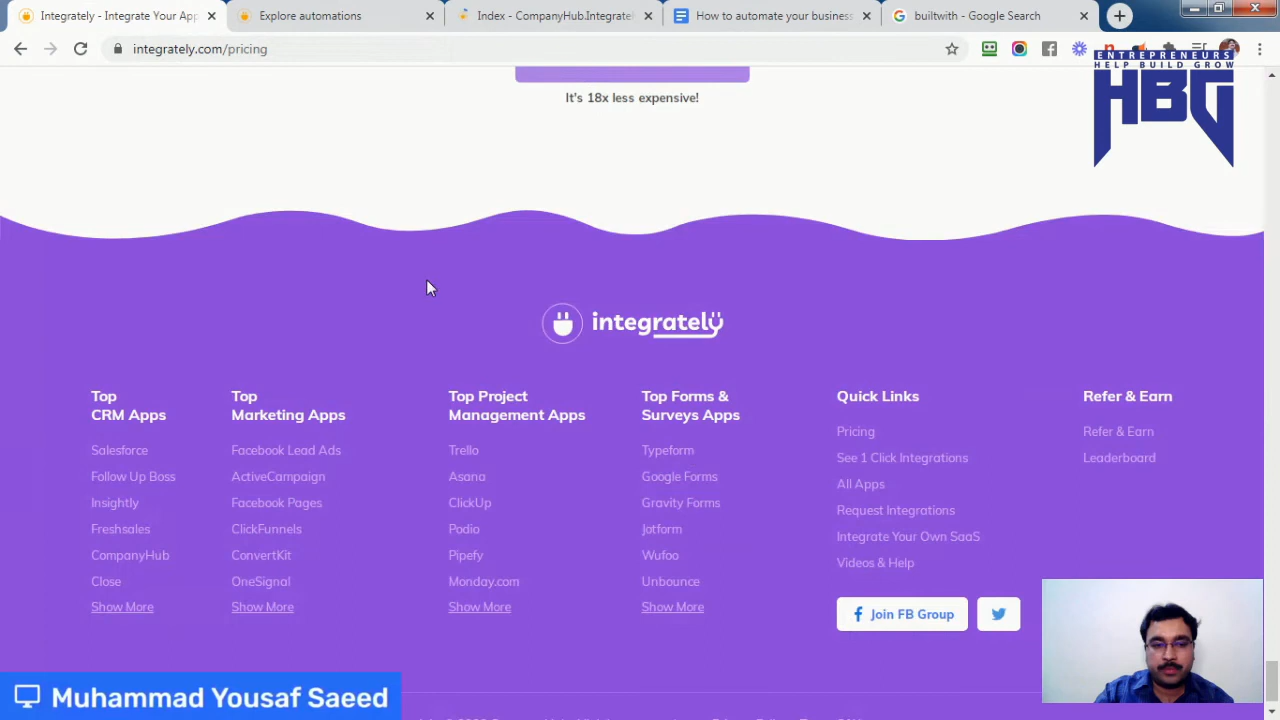 Integrately - Integrate Your App
Explore automations
Index - CompanyHub.Integrate
How to automate your business
builtwith - Google Search
integrately.com/pricing
ENTREPRENEURS
HELP BUILD GROW
HBG
It's 18x less expensive!
integrately
Top
CRM Apps
Salesforce
Follow Up Boss
Insightly
Freshsales
CompanyHub
Close
Show More
Top
Marketing Apps
Facebook Lead Ads
ActiveCampaign
Facebook Pages
ClickFunnels
ConvertKit
OneSignal
Show More
Top Project
Management Apps
Trello
Asana
ClickUp
Podio
Pipefy
Monday.com
Show More
Top Forms &
Surveys Apps
Typeform
Google Forms
Gravity Forms
Jotform
Wufoo
Unbounce
Show More
Quick Links
Pricing
See 1 Click Integrations
All Apps
Request Integrations
Integrate Your Own SaaS
Videos & Help
Join FB Group
Refer & Earn
Refer & Earn
Leaderboard
Muhammad Yousaf Saeed